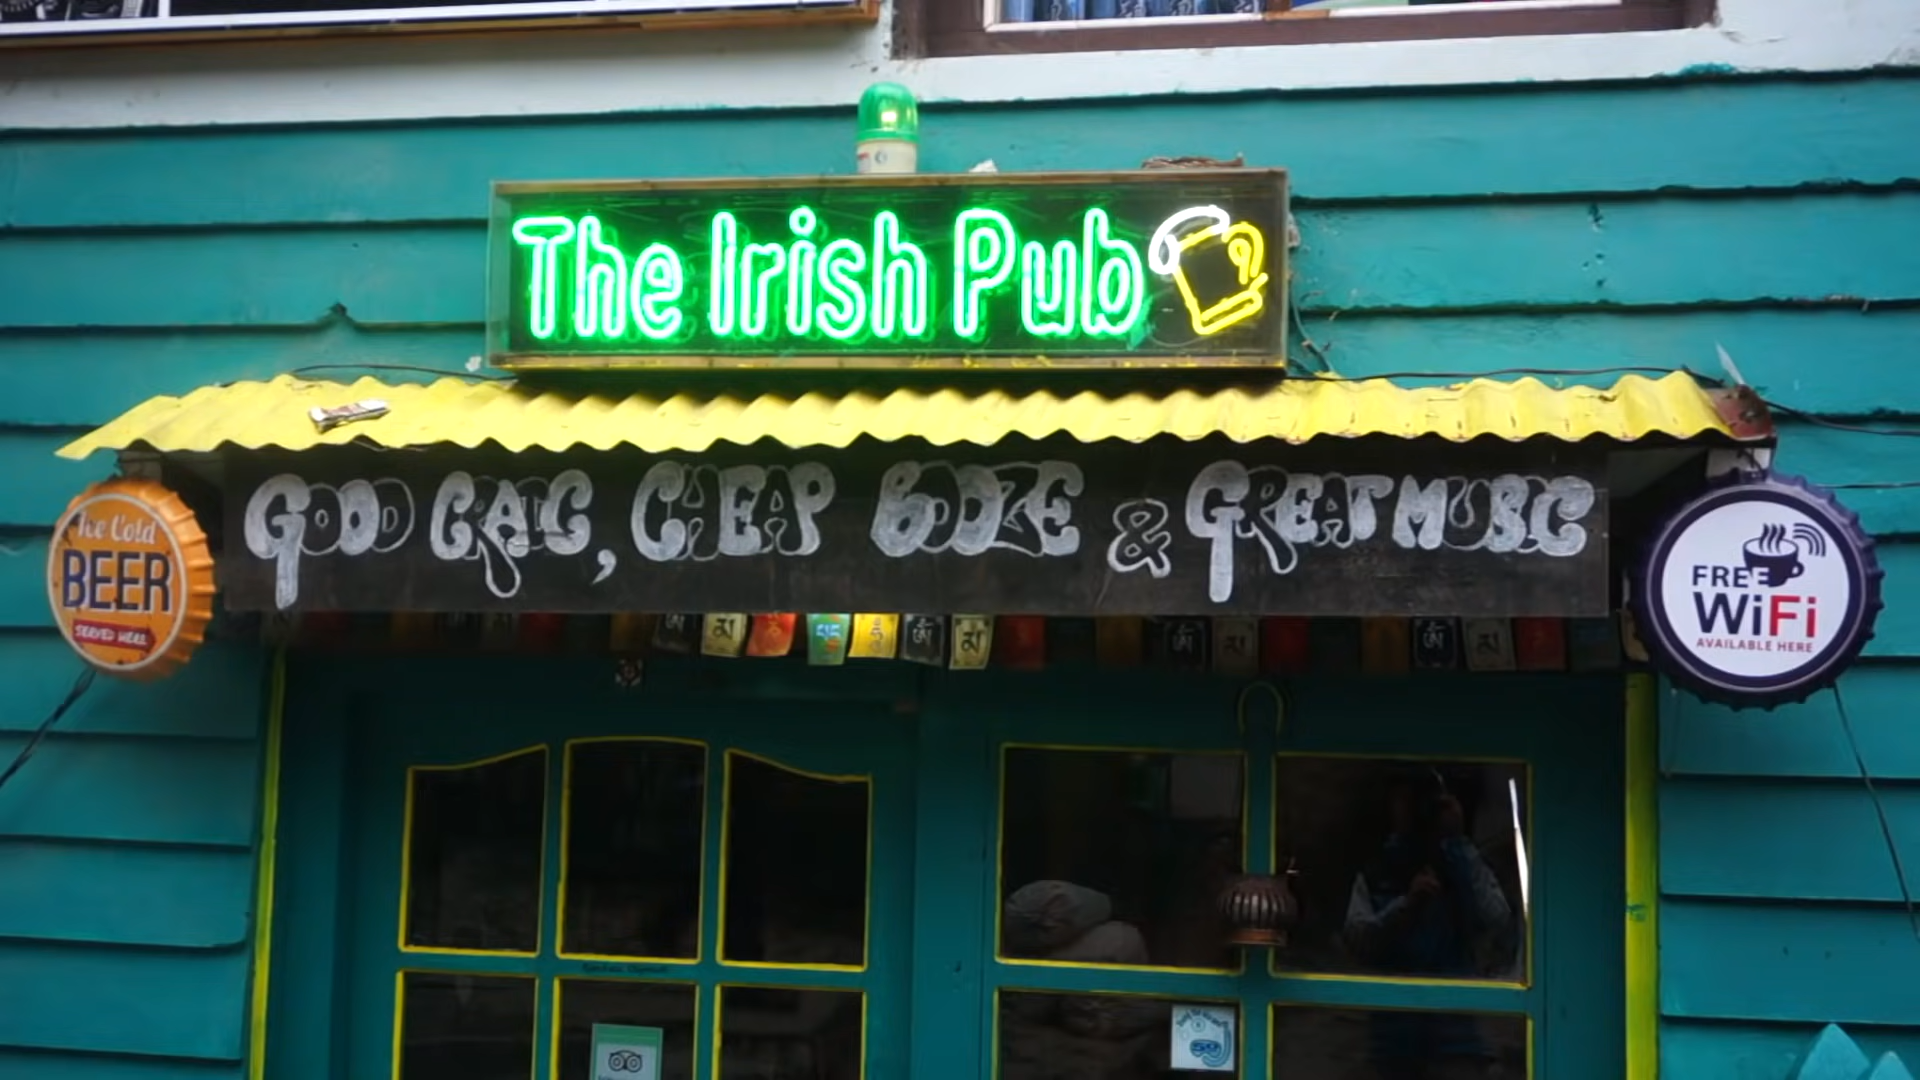 The Irish Pub
GOOD CRAIC, CHEAP BOOZE & GREAT MUSIC
Ice Cold
BEER
SERVED HERE
FREE
WiFi
AVAILABLE HERE